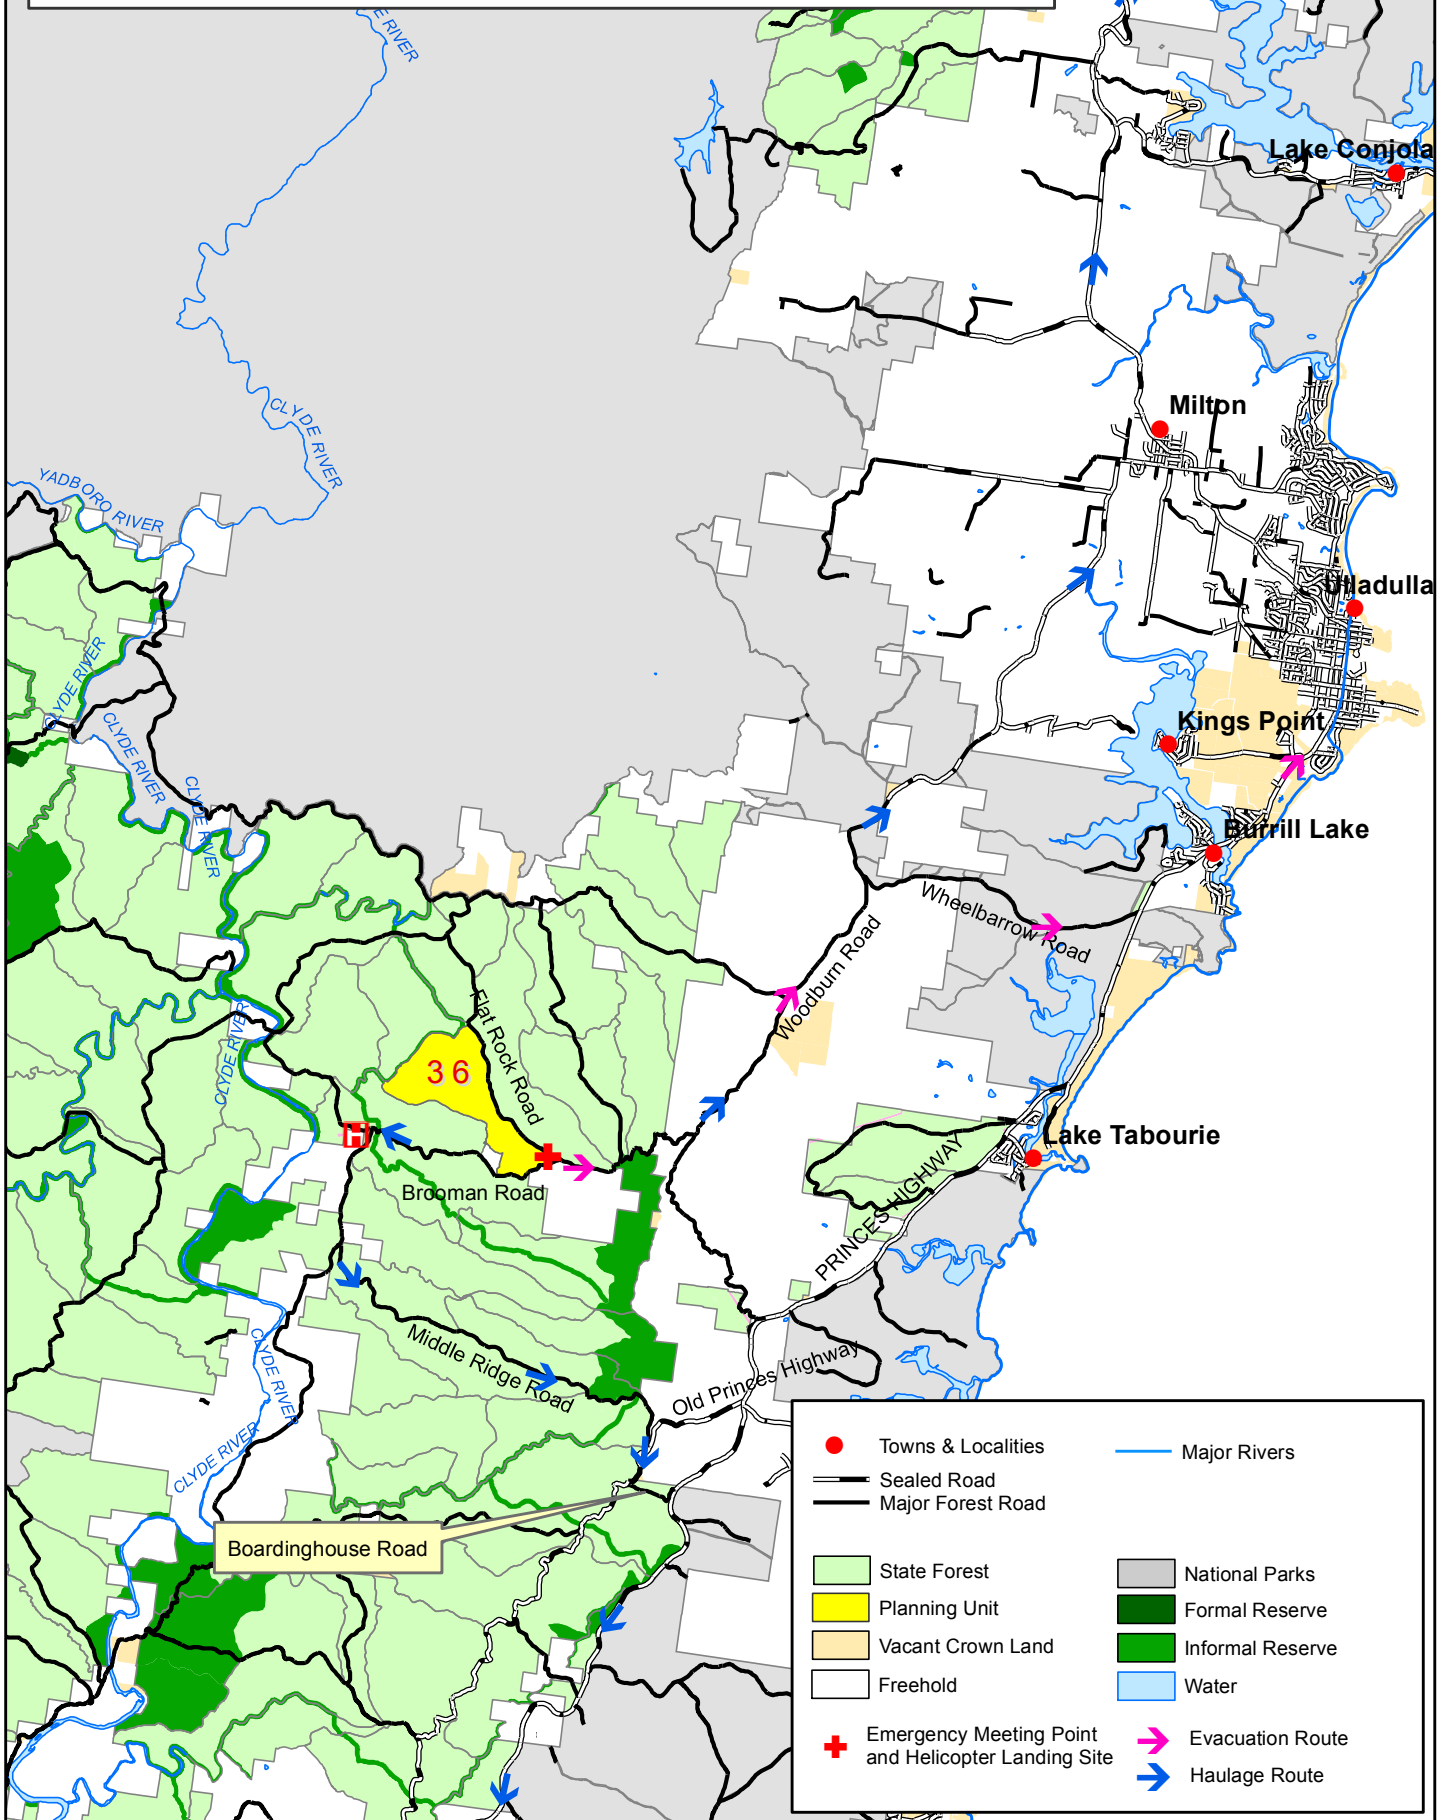 E RIVER
Lake Conjola
CLYDE RIVER
Milton
YADBORO RIVER
Ulladulla
CLYDE RIVER
CLYDE RIVER
Kings Point
CLYDE RIVER
Burrill Lake
Wheelbarrow Road
Woodburn Road
Flat Rock Road
CLYDE RIVER
36
H
Lake Tabourie
Brooman Road
PRINCES HIGHWAY
Middle Ridge Road
CLYDE RIVER
Old Princes Highway
CLYDE RIVER
Boardinghouse Road
Towns & Localities
Major Rivers
Sealed Road
Major Forest Road
State Forest
National Parks
Planning Unit
Formal Reserve
Vacant Crown Land
Informal Reserve
Freehold
Water
Emergency Meeting Point
and Helicopter Landing Site
Evacuation Route
Haulage Route